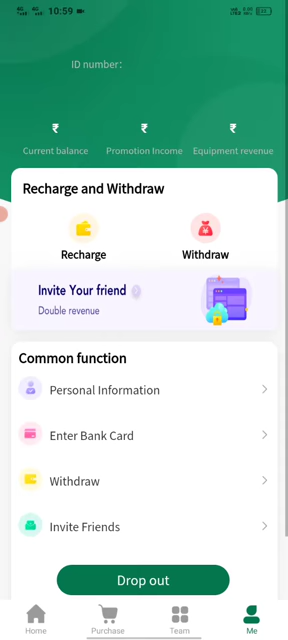 10:59
ID number:
₹ ₹ ₹
Current balance Promotion Income Equipment revenue
Recharge and Withdraw
Recharge Withdraw
Invite Your friend
Double revenue
Common function
Personal Information
Enter Bank Card
Withdraw
Invite Friends
Drop out
Home Purchase Team Me